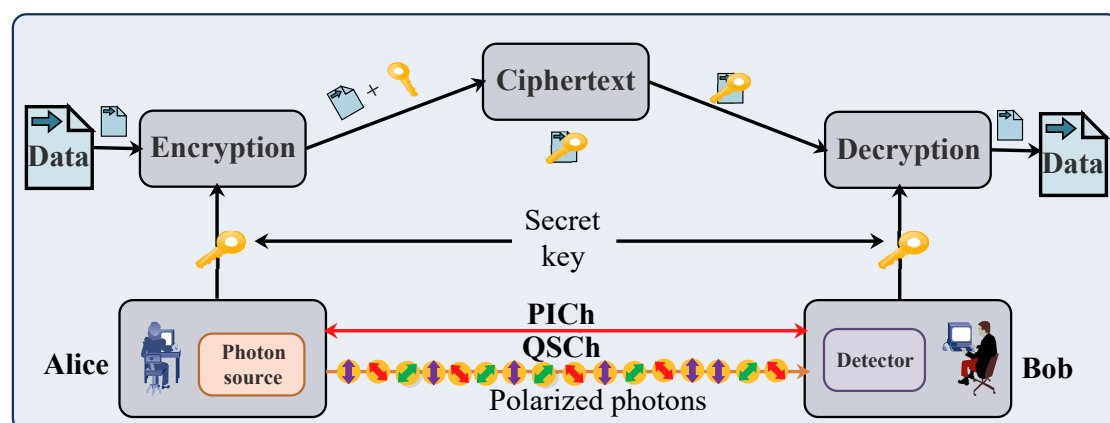 Ciphertext
+
Data
Encryption
Decryption
Data
Secret
key
PICh
QSCh
Alice
Photon
source
Detector
Bob
Polarized photons